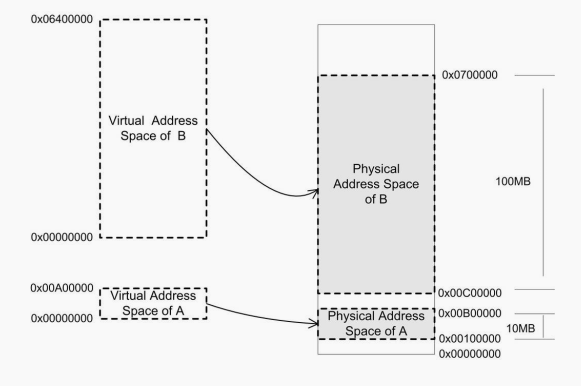 0x06400000
Virtual Address
Space of B
0x00000000
0x00A00000
Virtual Address
Space of A
0x00000000
0x0700000
Physical
Address Space
of B
100MB
0x00C00000
0x00B00000
Physical Address
Space of A
10MB
0x00100000
0x00000000